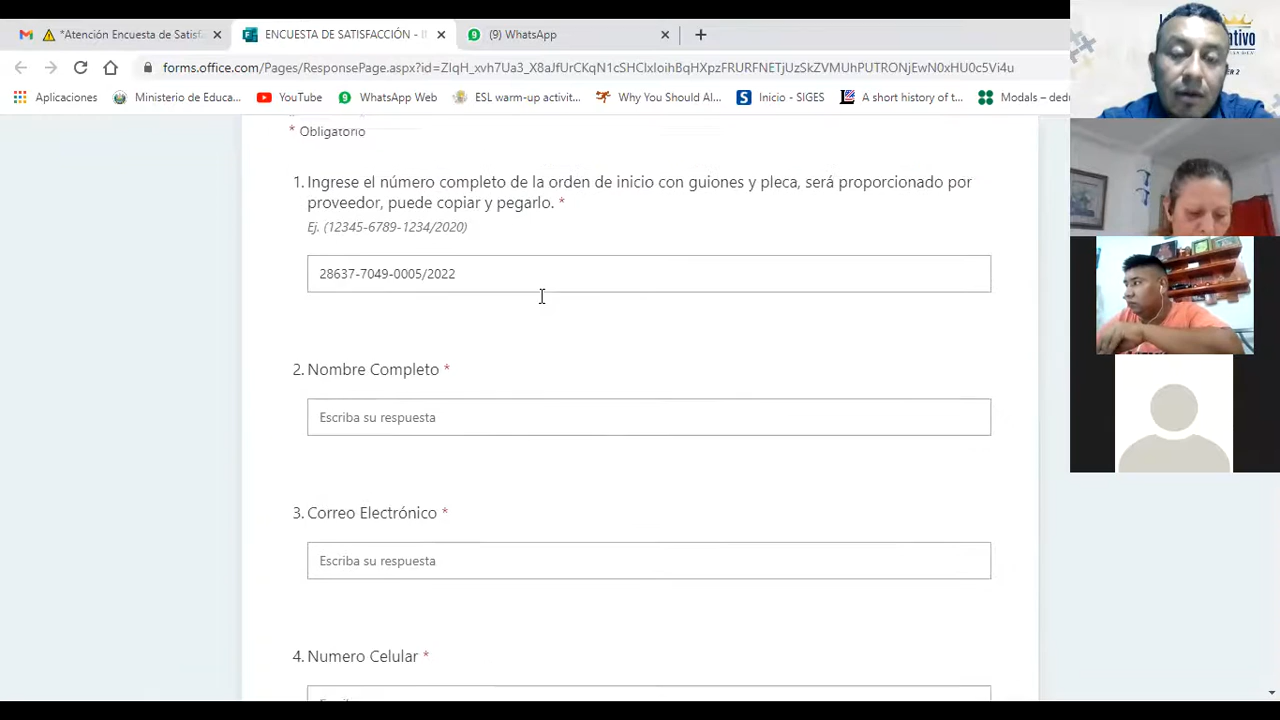 *Atención Encuesta de Satisf
ENCUESTA DE SATISFACCIÓN - I
(9) WhatsApp
forms.office.com/Pages/ResponsePage.aspx?id=ZIqH_xvh7Ua3_X8aJfUrCKqN1cSHClxIoihBqHXpzFRURFNETjUzSkZVMUhPUTRONjEwN0xHU0c5Vi4u
Aplicaciones
Ministerio de Educa...
YouTube
WhatsApp Web
ESL warm-up activit...
Why You Should Al...
Inicio - SIGES
A short history of t...
Modals – dedu
* Obligatorio
1. Ingrese el número completo de la orden de inicio con guiones y pleca, será proporcionado por
proveedor, puede copiar y pegarlo. *
Ej. (12345-6789-1234/2020)
28637-7049-0005/2022
2. Nombre Completo *
Escriba su respuesta
3. Correo Electrónico *
Escriba su respuesta
4. Numero Celular *